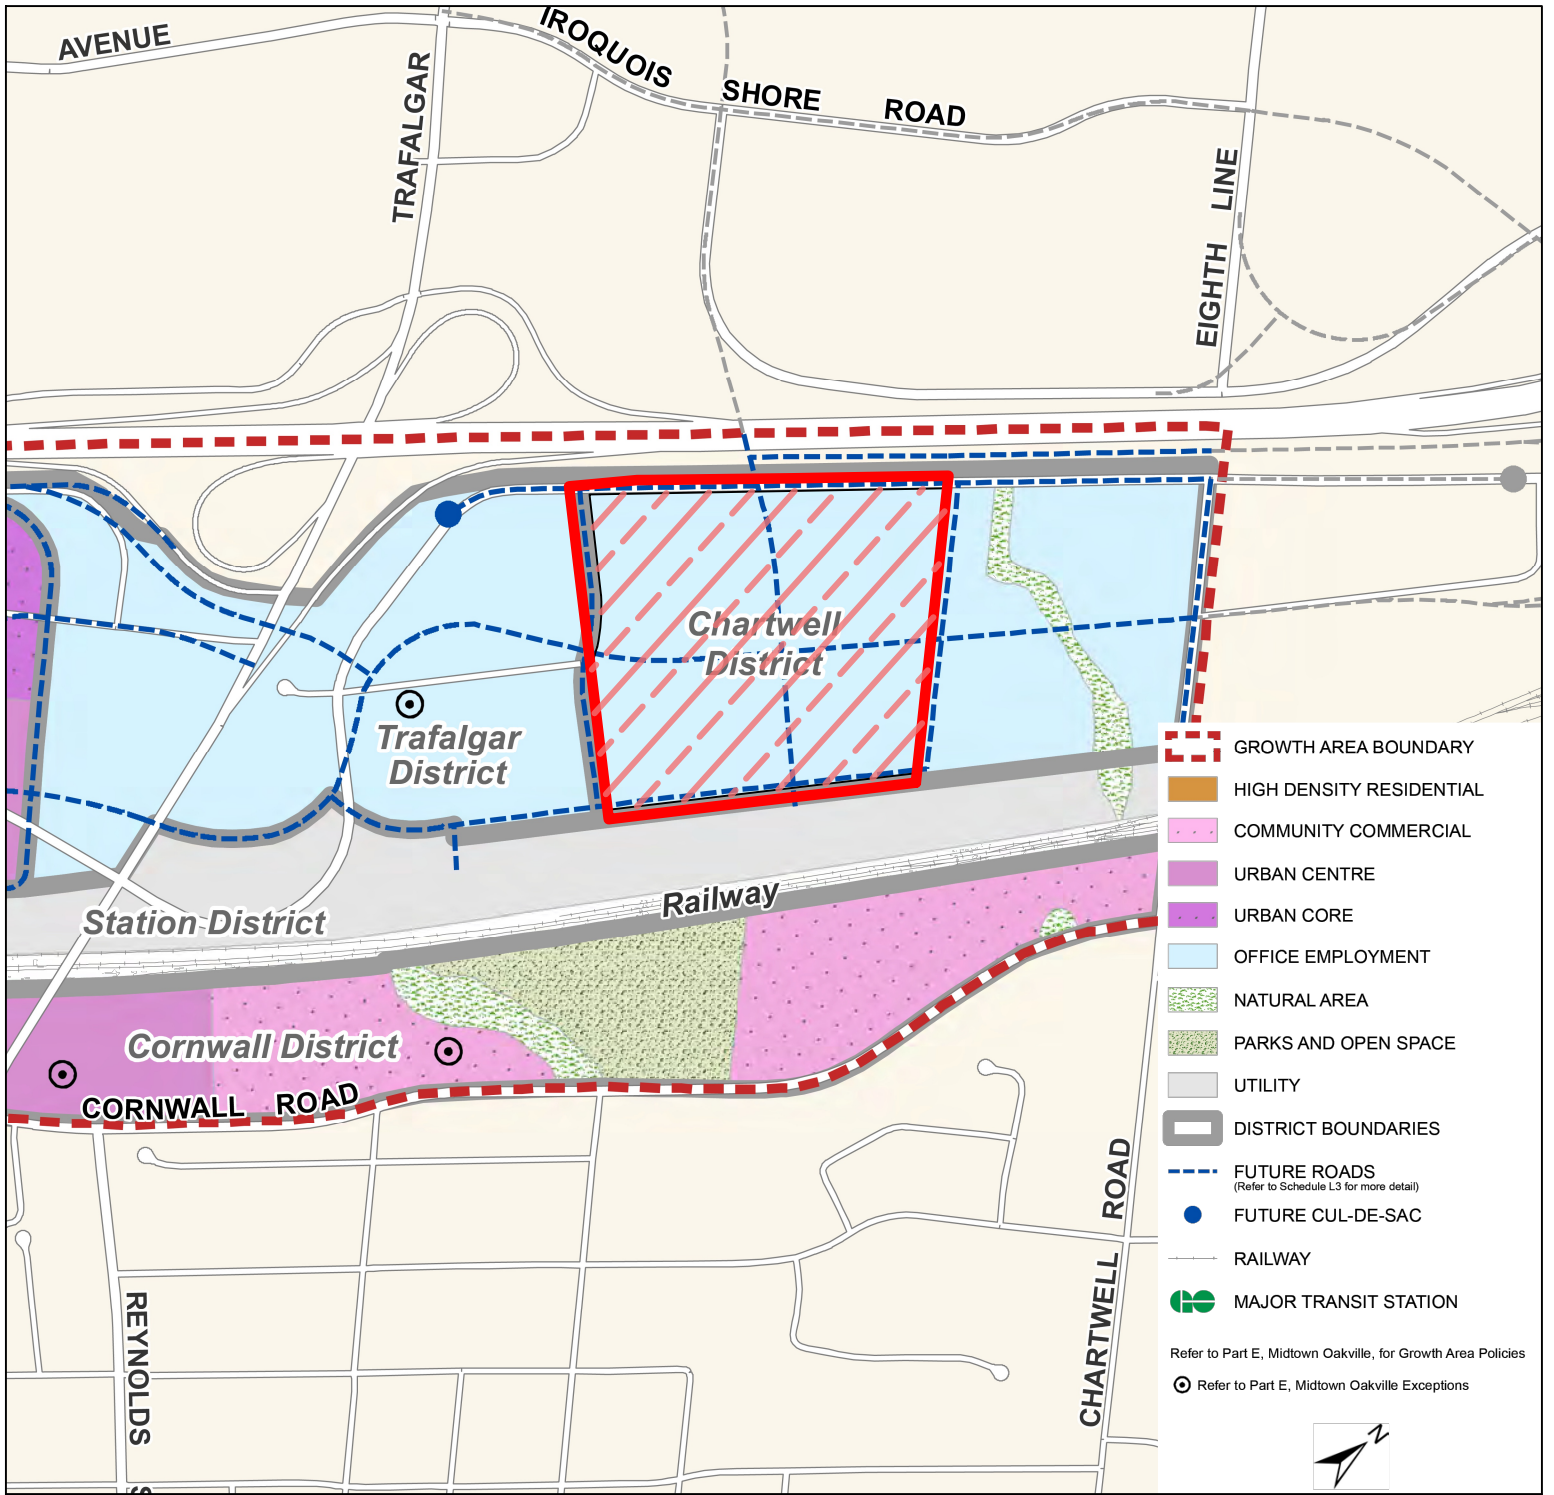 AVENUE
IROQUOIS
SHORE ROAD
TRAFALGAR
EIGHTH LINE
Chartwell
District
Trafalgar
District
Station District
Railway
Cornwall District
CORNWALL ROAD
REYNOLDS
CHARTWELL ROAD
GROWTH AREA BOUNDARY
HIGH DENSITY RESIDENTIAL
COMMUNITY COMMERCIAL
URBAN CENTRE
URBAN CORE
OFFICE EMPLOYMENT
NATURAL AREA
PARKS AND OPEN SPACE
UTILITY
DISTRICT BOUNDARIES
FUTURE ROADS
(Refer to Schedule L3 for more detail)
FUTURE CUL-DE-SAC
RAILWAY
MAJOR TRANSIT STATION
Refer to Part E, Midtown Oakville, for Growth Area Policies
Refer to Part E, Midtown Oakville Exceptions
N